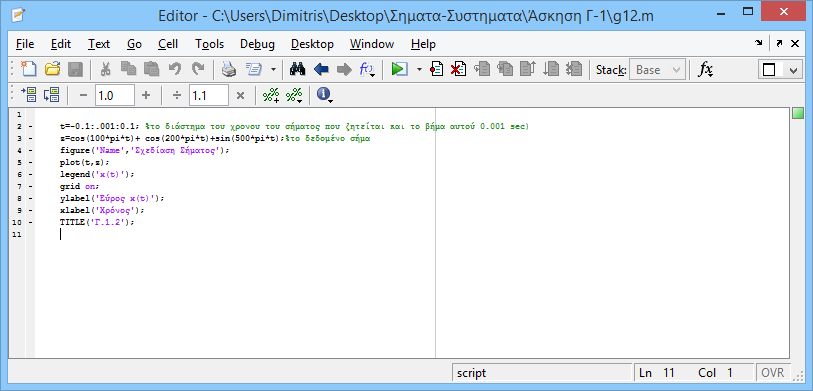 Editor - C:\Users\Dimitris\Desktop\Σηματα-Συστηματα\Άσκηση Γ-1\g12.m
File Edit Text Go Cell Tools Debug Desktop Window Help
Stack: Base fx
1.0 1.1
1
2 - t=-0.1:.001:0.1; %το διάστημα του χρονου του σήματος που ζητείται και το βήμα αυτού 0.001 sec)
3 - z=cos(100*pi*t)+ cos(200*pi*t)+sin(500*pi*t);%το δεδομένο σήμα
4 - figure('Name','Σχεδίαση Σήματος');
5 - plot(t,z);
6 - legend('x(t)');
7 - grid on;
8 - ylabel('Εύρος x(t)');
9 - xlabel('Χρόνος');
10 - TITLE('Γ.1.2');
11
script Ln 11 Col 1 OVR